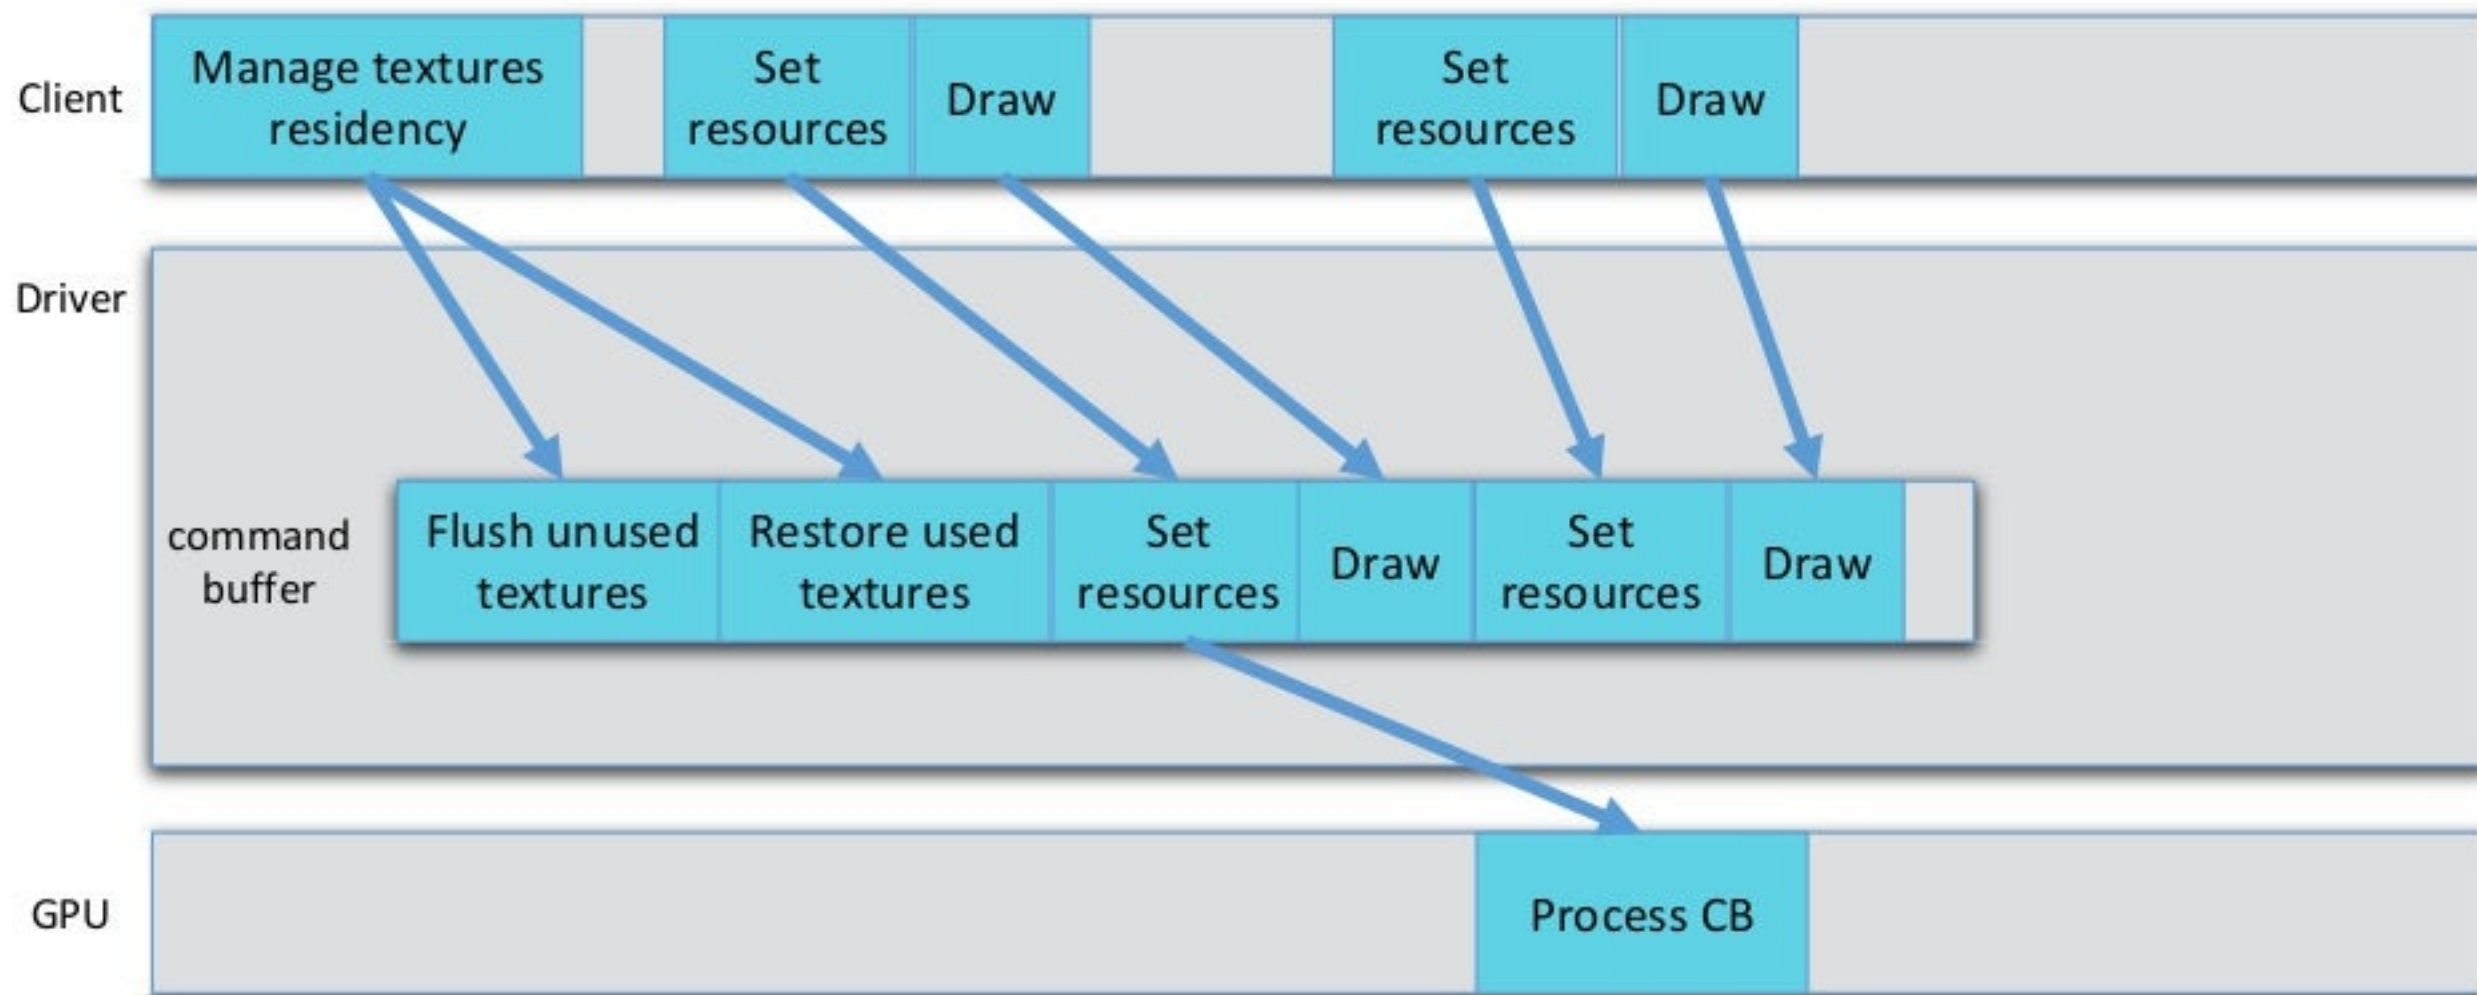 Client
Manage textures
residency
Set
resources
Draw
Set
resources
Draw
Driver
command
buffer
Flush unused
textures
Restore used
textures
Set
resources
Draw
Set
resources
Draw
GPU
Process CB